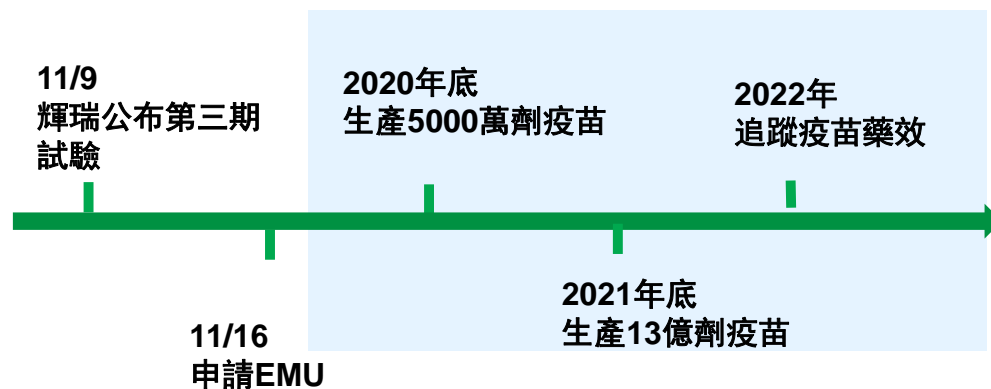 11/9
輝瑞公布第三期
試驗
11/16
申請EMU
2020年底
生產5000萬劑疫苗
2021年底
生產13億劑疫苗
2022年
追蹤疫苗藥效